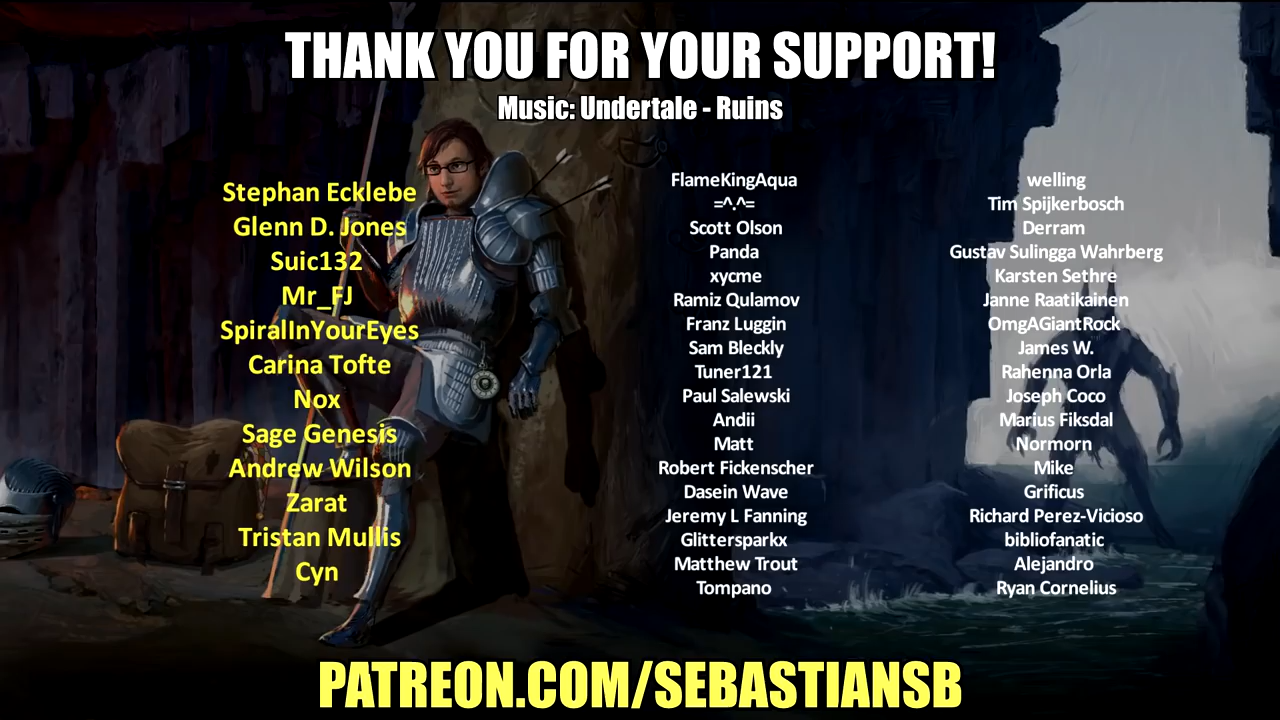 THANK YOU FOR YOUR SUPPORT!
Music: Undertale - Ruins
Stephan Ecklebe
Glenn D. Jones
Suic132
Mr_FJ
SpiralInYourEyes
Carina Tofte
Nox
Sage Genesis
Andrew Wilson
Zarat
Tristan Mullis
Cyn
FlameKingAqua
=^.^=
Scott Olson
Panda
xycme
Ramiz Qulamov
Franz Luggin
Sam Bleckly
Tuner121
Paul Salewski
Andii
Matt
Robert Fickenscher
Dasein Wave
Jeremy L Fanning
Glittersparkx
Matthew Trout
Tompano
welling
Tim Spijkerbosch
Derram
Gustav Sulingga Wahrberg
Karsten Sethre
Janne Raatikainen
OmgAGiantRock
James W.
Rahenna Orla
Joseph Coco
Marius Fiksdal
Normorn
Mike
Grificus
Richard Perez-Vicioso
bibliofanatic
Alejandro
Ryan Cornelius
PATREON.COM/SEBASTIANSB